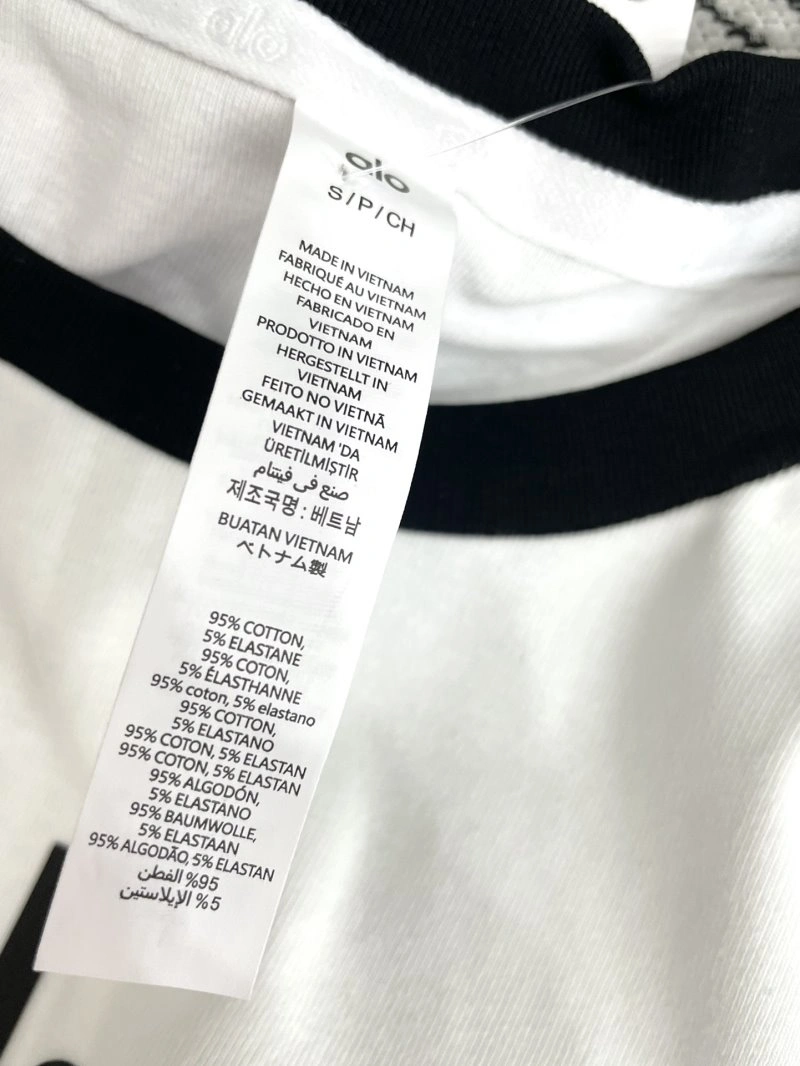 alo
alo
S/P/CH
MADE IN VIETNAM
FABRIQUÉ AU VIETNAM
HECHO EN VIETNAM
FABRICADO EN
VIETNAM
PRODOTTO IN VIETNAM
HERGESTELLT IN
VIETNAM
FEITO NO VIETNÃ
GEMAAKT IN VIETNAM
VIETNAM 'DA
ÜRETİLMİŞTİR
صنع في فيتنام
제조국명 : 베트남
BUATAN VIETNAM
ベトナム製
95% COTTON,
5% ELASTANE
95% COTON,
5% ÉLASTHANNE
95% coton, 5% elastano
95% COTTON,
5% ELASTANO
95% COTON, 5% ELASTAN
95% COTON, 5% ELASTAN
95% ALGODÓN,
5% ELASTANO
95% BAUMWOLLE,
5% ELASTAAN
95% ALGODÃO, 5% ELASTAN
95% القطن
5% الإيلاستين